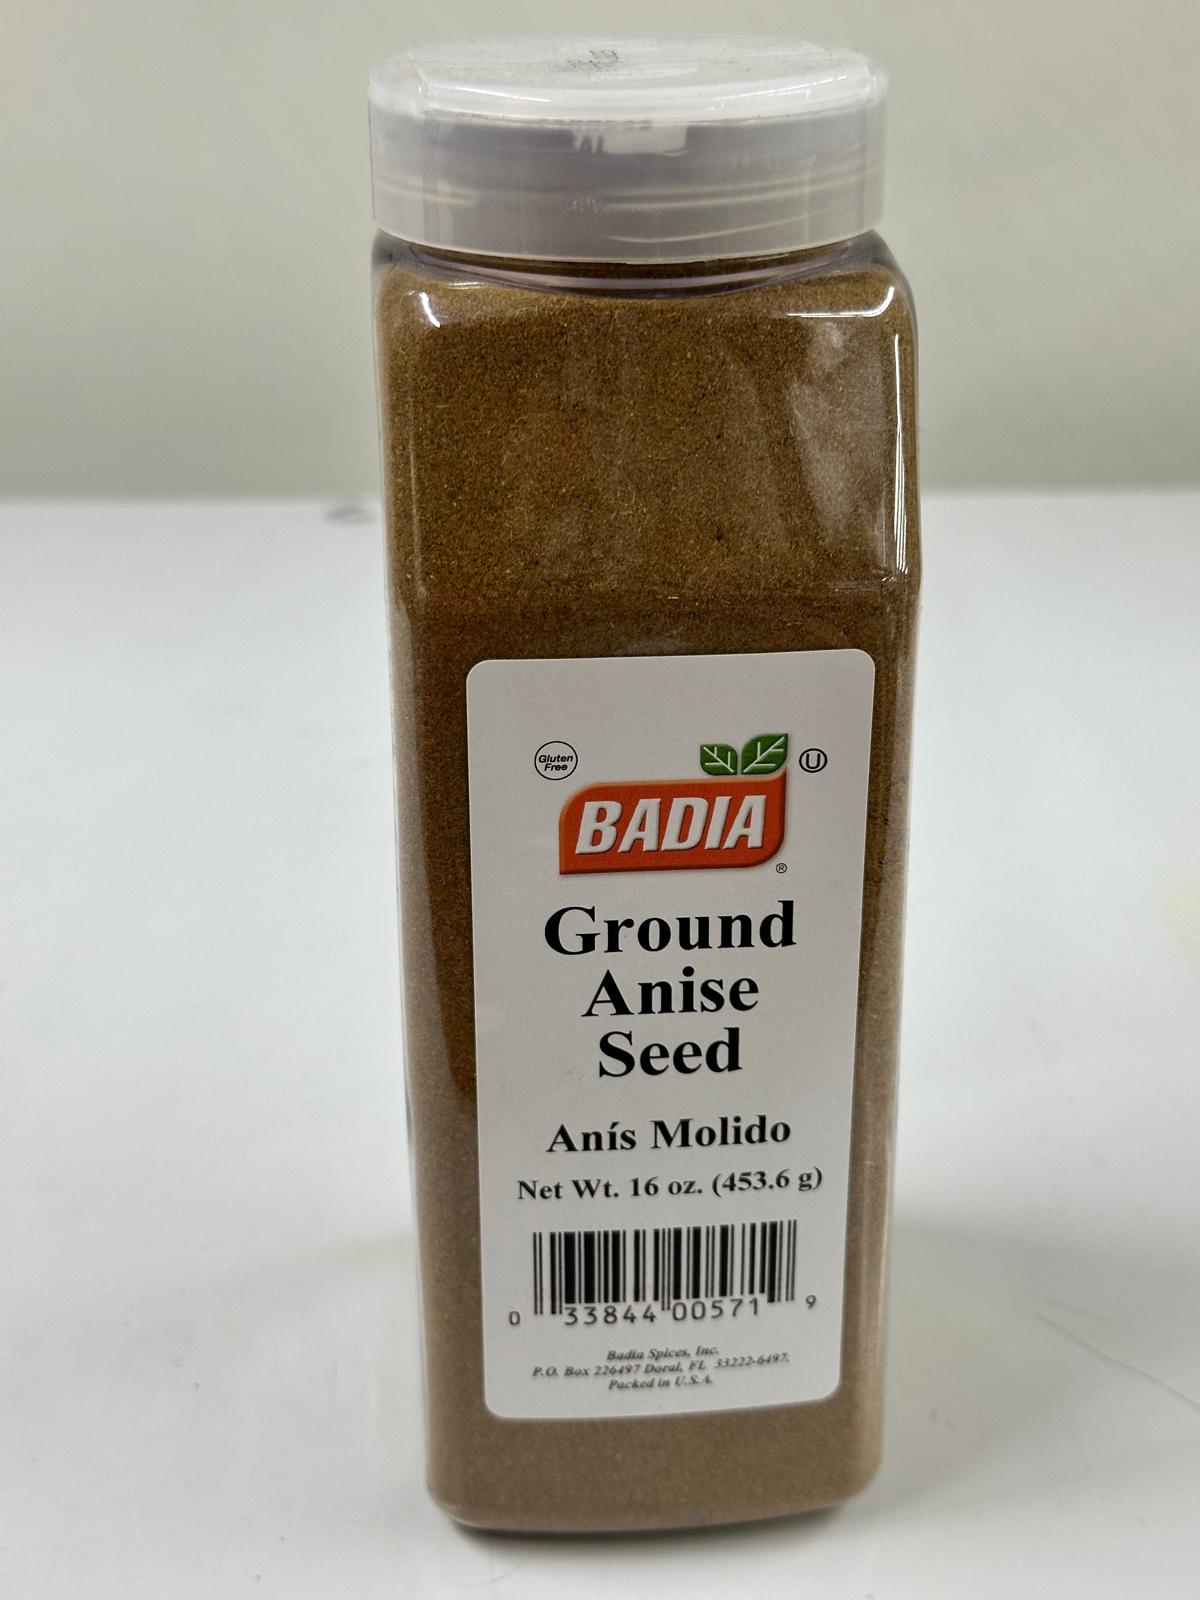 Gluten
Free
U
BADIA
®
Ground
Anise
Seed
Anís Molido
Net Wt. 16 oz. (453.6 g)
0 33844 00571 9
Badia Spices, Inc.
P.O. Box 226497 Doral, FL 33222-6497.
Packed in U.S.A.